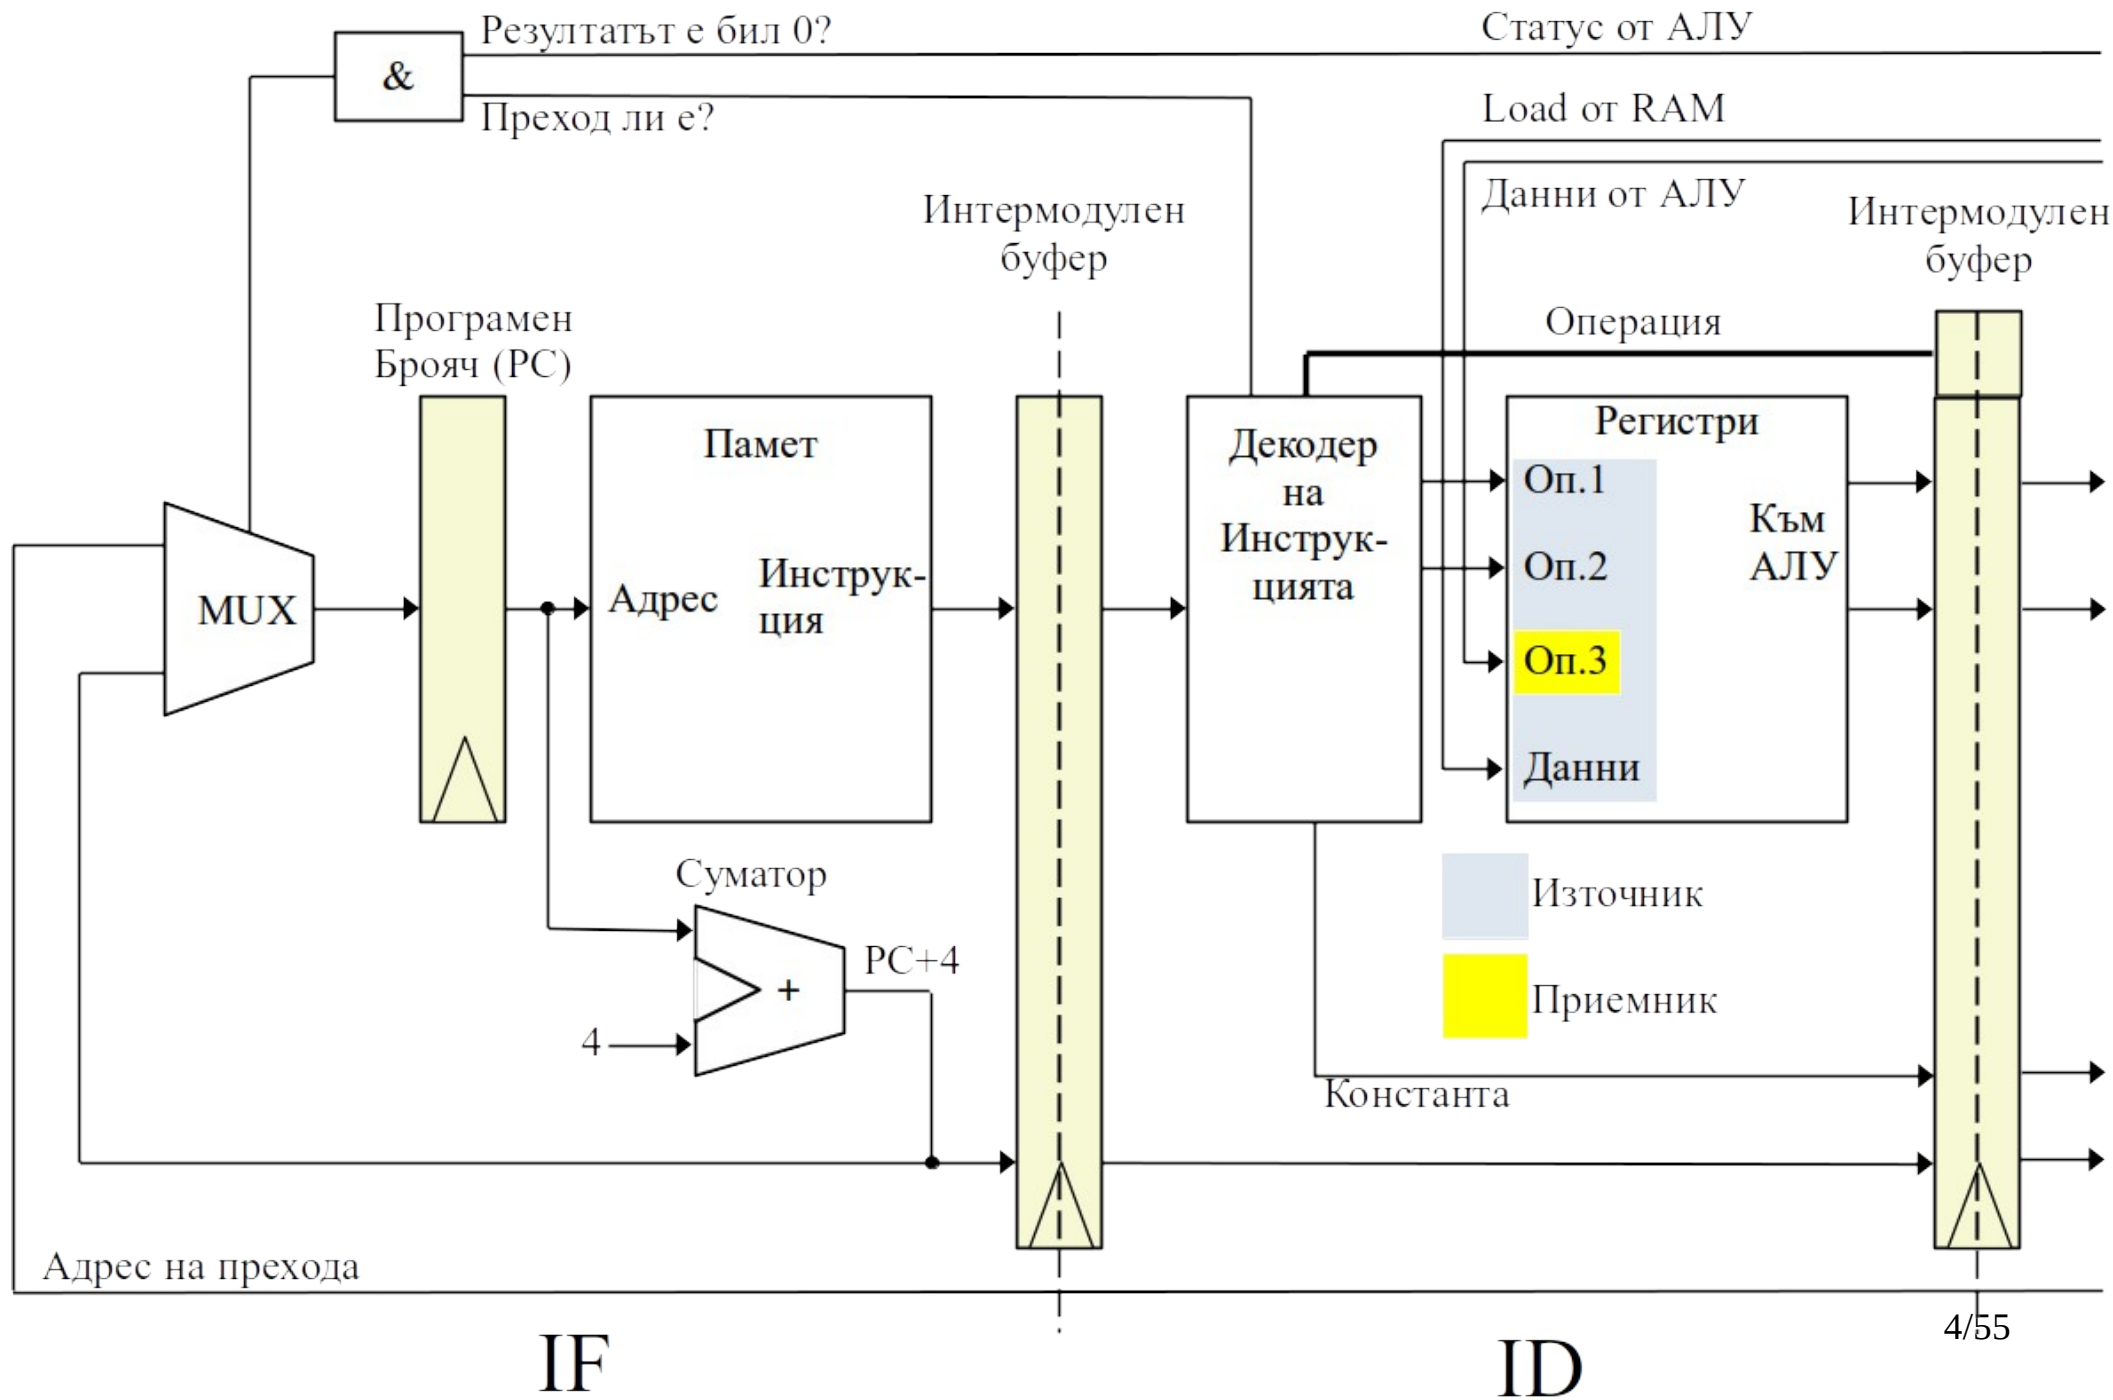 Резултатът е бил 0?
Статус от АЛУ
&
Преход ли е?
Load от RAM
Данни от АЛУ
Интермодулен
буфер
Интермодулен
буфер
Програмен
Брояч (PC)
Операция
Памет
Адрес
Инструк-
ция
Декодер
на
Инструк-
цията
Регистри
Оп.1
Оп.2
Оп.3
Данни
Към
АЛУ
MUX
Суматор
+
4
PC+4
Източник
Приемник
Константа
Адрес на прехода
4/55
IF
ID